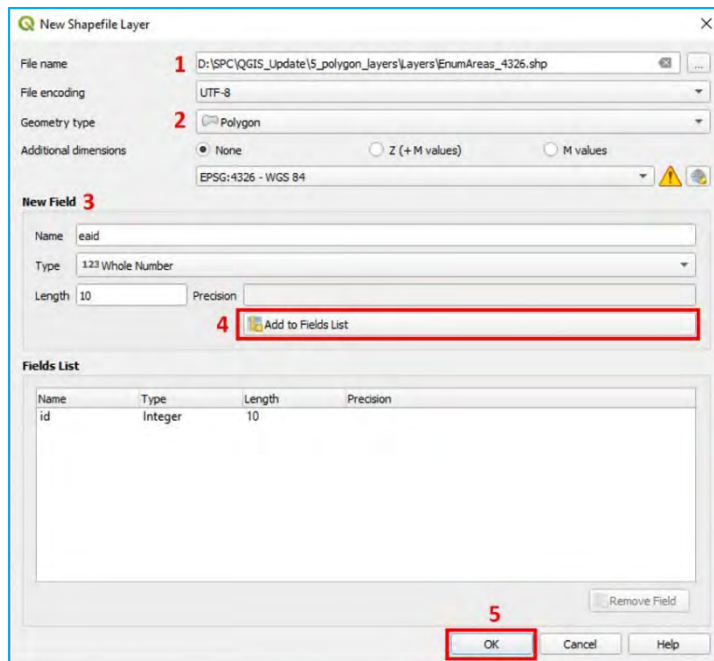 New Shapefile Layer
File name 1 D:\SPC\QGIS_Update\5_polygon_layers\Layers\EnumAreas_4326.shp ...
File encoding UTF-8
Geometry type 2 Polygon
Additional dimensions None Z (+ M values) M values
EPSG:4326 - WGS 84
New Field 3
Name eaid
Type 123 Whole Number
Length 10 Precision
4 Add to Fields List
Fields List
Name Type Length Precision
id Integer 10
Remove Field
5
OK Cancel Help